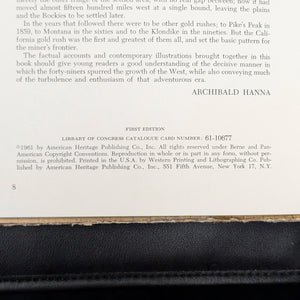 almost fifteen hundred miles west at a single bound, leaving the plains
and the Rockies to be settled later.
In the years that followed there were to be other gold rushes; to Pike's Peak in
1859, to Montana in the sixties and to the Klondike in the nineties. But the Cali-
fornia gold rush was the first and greatest of them all, and set the basic pattern for
the miner's frontier.
The factual accounts and contemporary illustrations brought together in this
book should give young readers a good understanding of the decisive manner in
which the forty-niners spurred the growth of the West, while also conveying much
of the turbulence and enthusiasm of that adventurous era.
ARCHIBALD HANNA
FIRST EDITION
LIBRARY OF CONGRESS CATALOGUE CARD NUMBER: 61-10677
©1961 by American Heritage Publishing Co., Inc. All rights reserved under Berne and Pan-
American Copyright Conventions. Reproduction in whole or in part in any form, without permis-
sion, is prohibited. Printed in the U.S.A. by Western Printing and Lithographing Co. Pub-
lished by American Heritage Publishing Co., Inc., 551 Fifth Avenue, New York 17, N.Y.
8